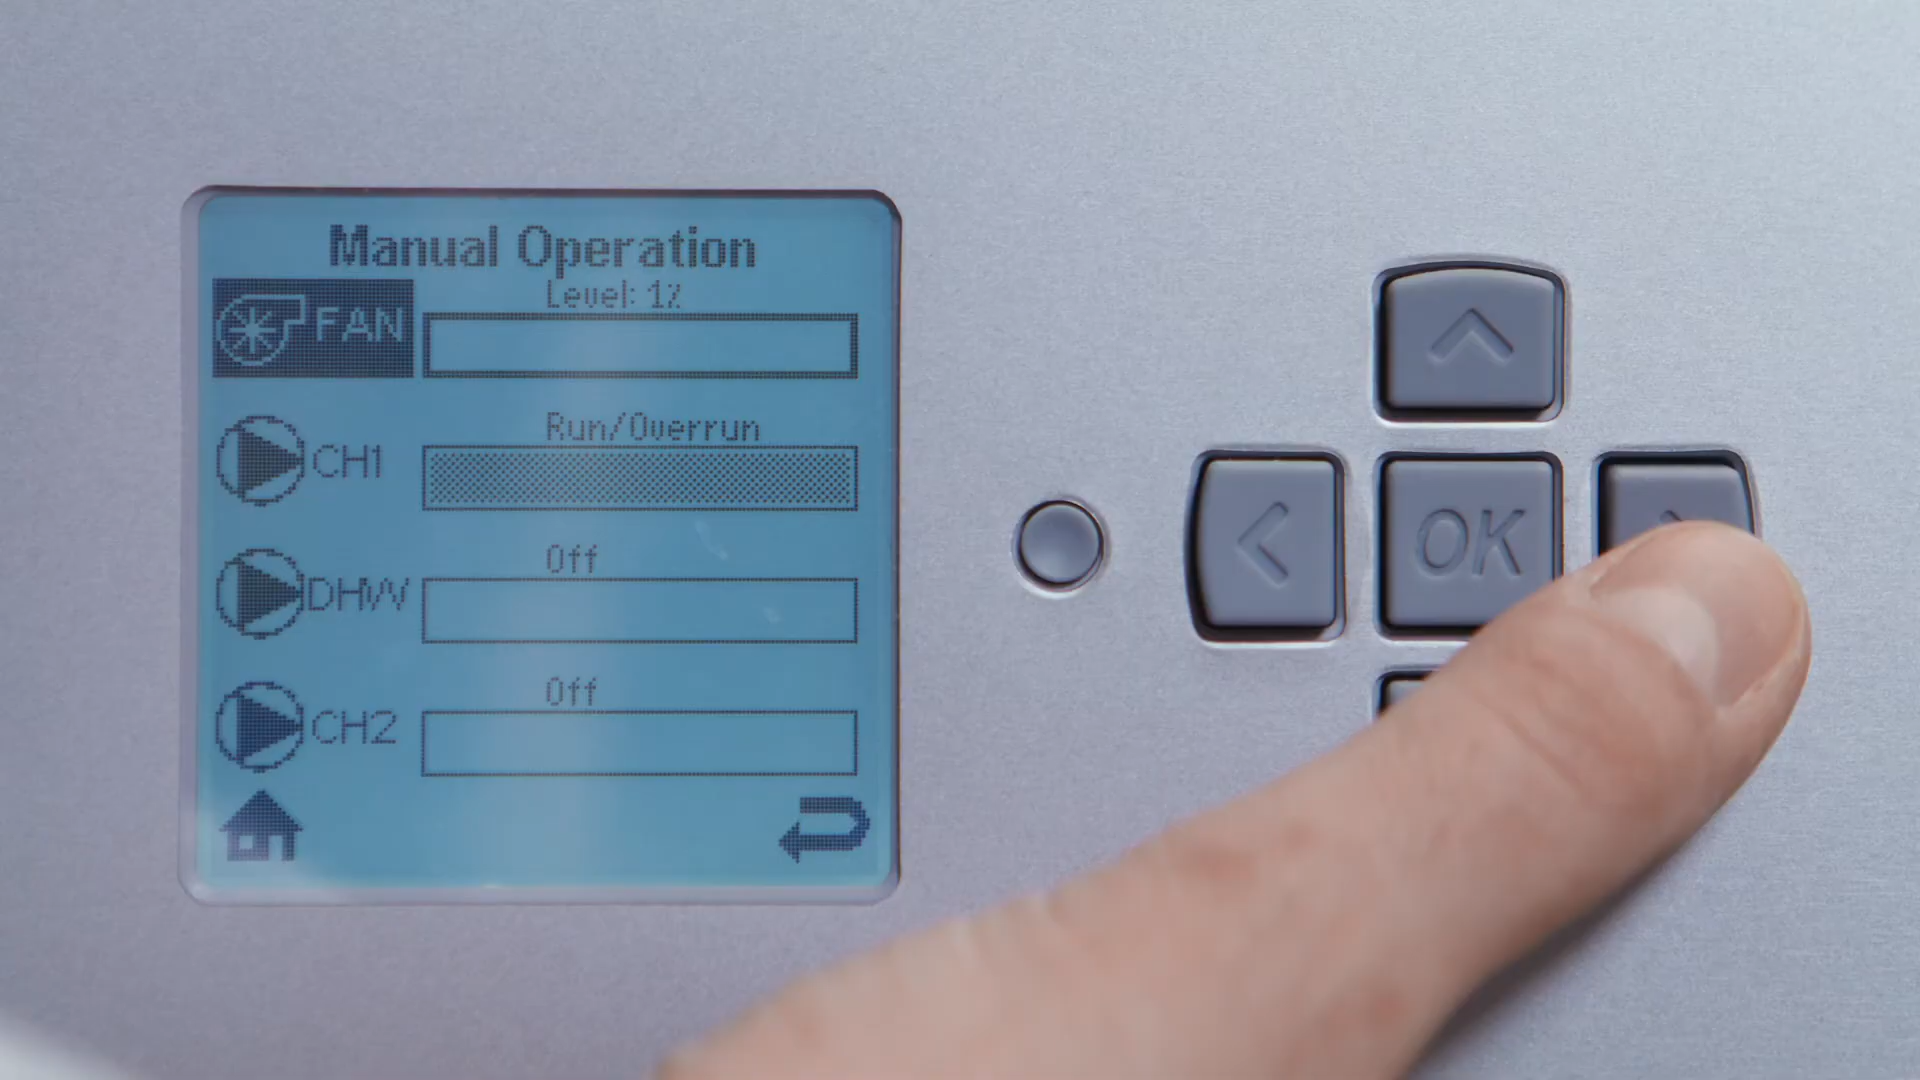 Manual Operation
Level: 1%
FAN
Run/Overrun
CH1
Off
DHW
Off
CH2
OK